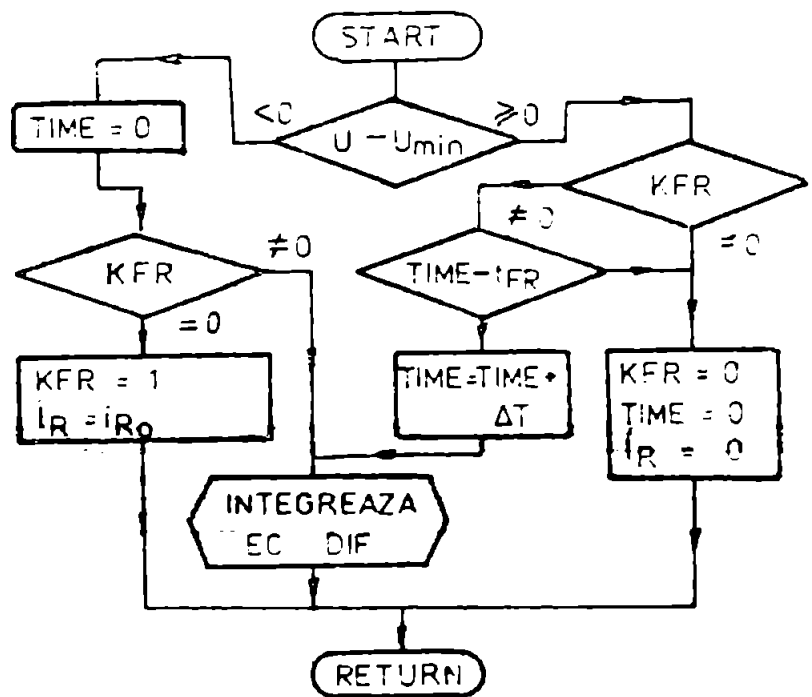 START
<0
≥0
TIME = 0
U - Umin
KFR
≠0
=0
KFR
≠0
TIME - tFR
=0
KFR = 1
iR = iR0
TIME = TIME +
ΔT
KFR = 0
TIME = 0
iR = 0
INTEGREAZA
EC DIF
RETURN